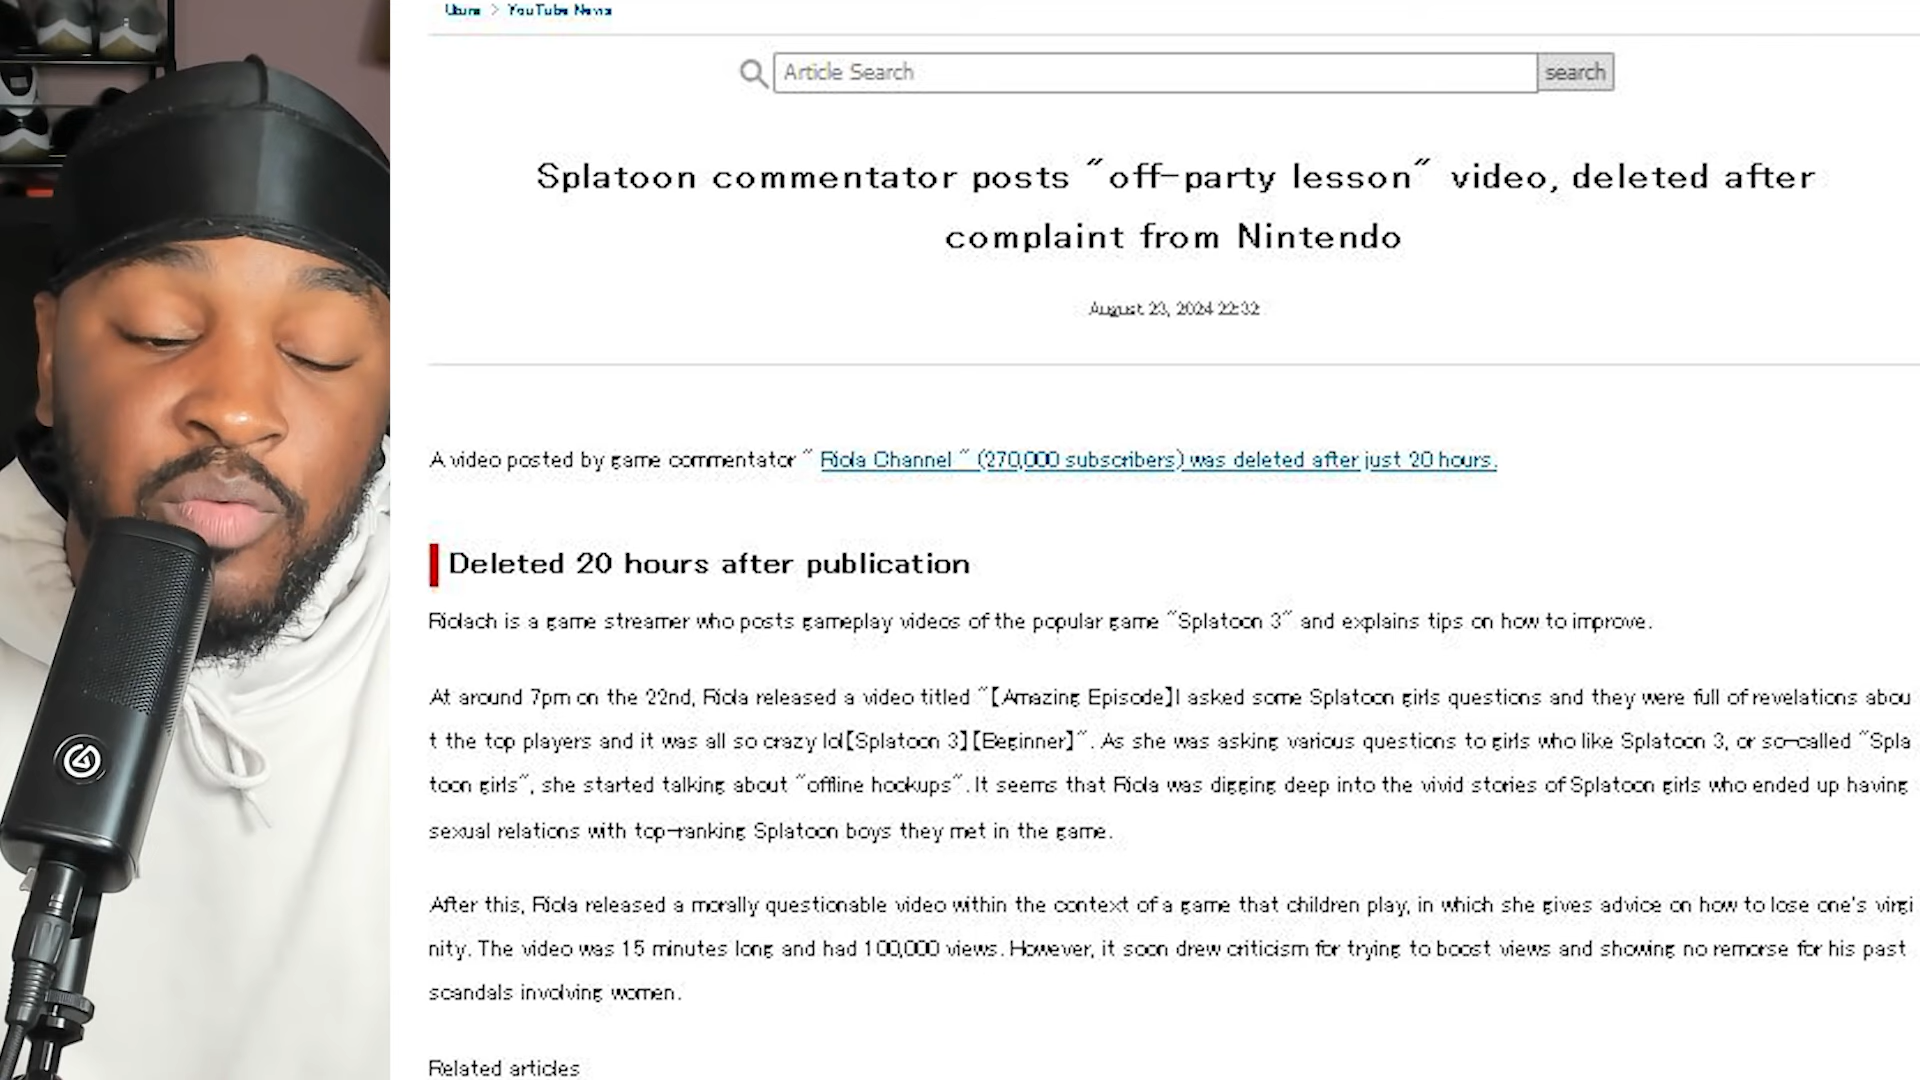 Uture > YouTube News
Article Search
search
Splatoon commentator posts "off-party lesson" video, deleted after
complaint from Nintendo
August 23, 2024 22:32
A video posted by game commentator " Riola Channel " (270,000 subscribers) was deleted after just 20 hours.
Deleted 20 hours after publication
Riolach is a game streamer who posts gameplay videos of the popular game "Splatoon 3" and explains tips on how to improve.
At around 7pm on the 22nd, Riola released a video titled "【Amazing Episode】I asked some Splatoon girls questions and they were full of revelations abou
t the top players and it was all so crazy lol【Splatoon 3】【Beginner】". As she was asking various questions to girls who like Splatoon 3, or so-called "Spla
toon girls", she started talking about "offline hookups". It seems that Riola was digging deep into the vivid stories of Splatoon girls who ended up having
sexual relations with top-ranking Splatoon boys they met in the game.
After this, Riola released a morally questionable video within the context of a game that children play, in which she gives advice on how to lose one's virgi
nity. The video was 15 minutes long and had 100,000 views. However, it soon drew criticism for trying to boost views and showing no remorse for his past
scandals involving women.
Related articles